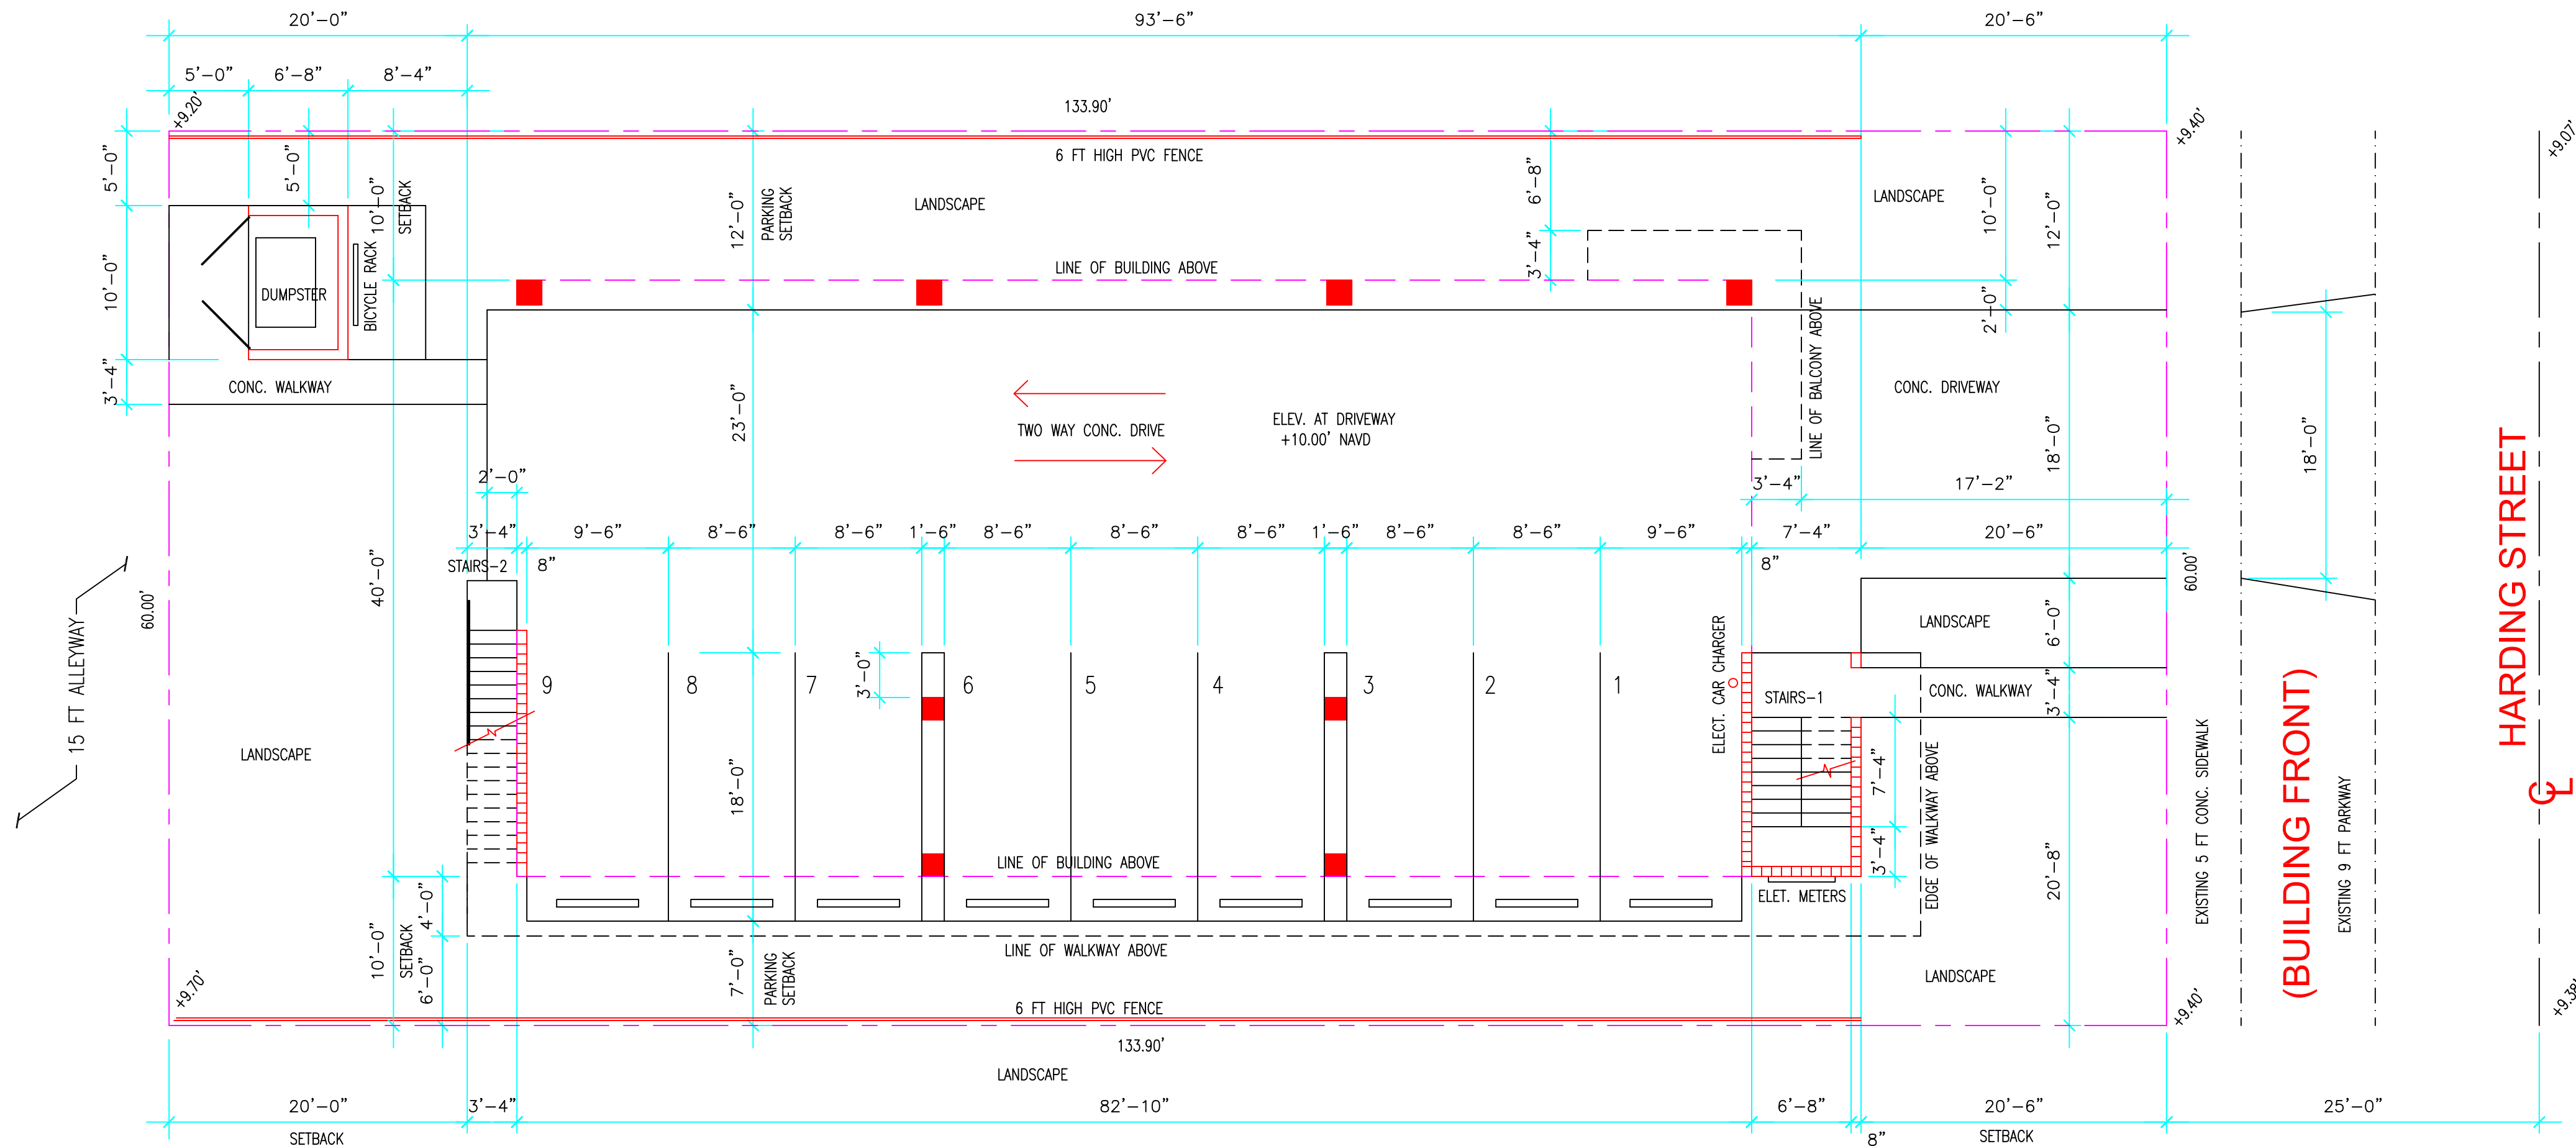 20'-0"
93'-6"
20'-6"
5'-0"
6'-8"
8'-4"
+9.20'
133.90'
+9.40'
+9.07'
6 FT HIGH PVC FENCE
5'-0"
5'-0"
10'-0"
SETBACK
12'-0"
PARKING
SETBACK
LANDSCAPE
6'-8"
3'-4"
LANDSCAPE
10'-0"
12'-0"
2'-0"
10'-0"
DUMPSTER
BICYCLE RACK
LINE OF BUILDING ABOVE
LINE OF BALCONY ABOVE
3'-4"
CONC. WALKWAY
23'-0"
TWO WAY CONC. DRIVE
ELEV. AT DRIVEWAY
+10.00' NAVD
CONC. DRIVEWAY
18'-0"
18'-0"
HARDING STREET
2'-0"
3'-4"
17'-2"
3'-4"
9'-6"
8'-6"
8'-6"
1'-6"
8'-6"
8'-6"
8'-6"
1'-6"
8'-6"
8'-6"
9'-6"
7'-4"
20'-6"
STAIRS-2
8"
8"
40'-0"
60.00'
60.00'
15 FT ALLEYWAY
9
8
7
3'-0"
6
5
4
3
2
1
ELECT. CAR CHARGER
STAIRS-1
LANDSCAPE
6'-0"
CONC. WALKWAY
3'-4"
LANDSCAPE
18'-0"
7'-4"
3'-4"
EDGE OF WALKWAY ABOVE
20'-8"
EXISTING 5 FT CONC. SIDEWALK
(BUILDING FRONT)
EXISTING 9 FT PARKWAY
CL
LINE OF BUILDING ABOVE
ELET. METERS
4'-0"
10'-0"
SETBACK
6'-0"
LINE OF WALKWAY ABOVE
7'-0"
PARKING
SETBACK
LANDSCAPE
+9.70'
6 FT HIGH PVC FENCE
+9.40'
+9.38'
133.90'
LANDSCAPE
20'-0"
3'-4"
82'-10"
6'-8"
20'-6"
25'-0"
SETBACK
8"
SETBACK